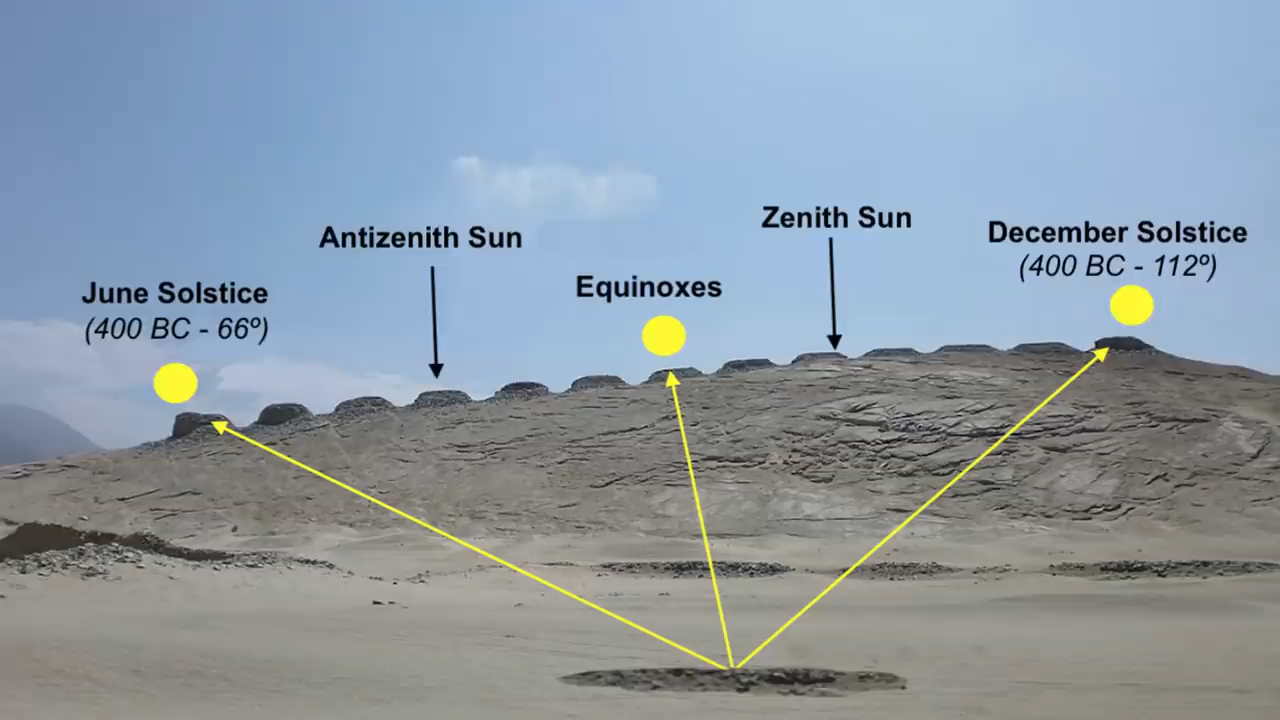 June Solstice
(400 BC - 66º)
Antizenith Sun
Equinoxes
Zenith Sun
December Solstice
(400 BC - 112º)